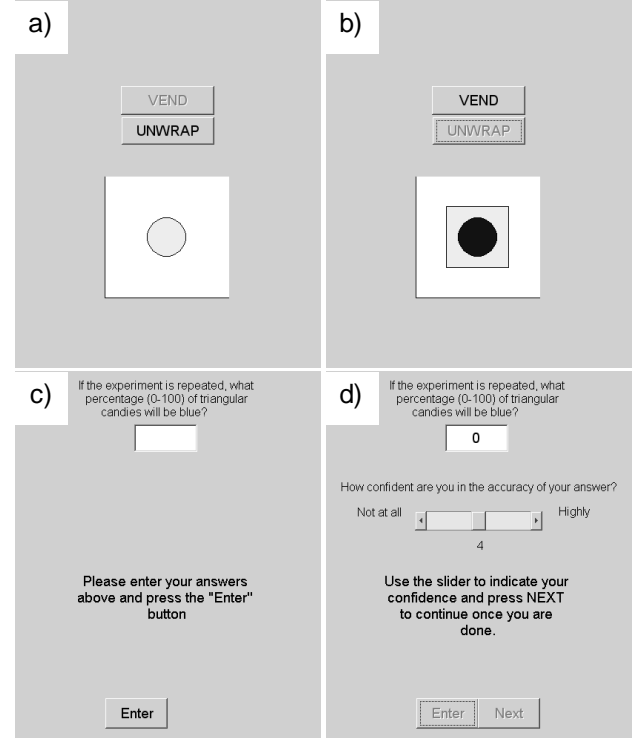 a)
VEND
UNWRAP
b)
VEND
UNWRAP
c)
If the experiment is repeated, what
percentage (0-100) of triangular
candies will be blue?
Please enter your answers
above and press the "Enter"
button
Enter
d)
If the experiment is repeated, what
percentage (0-100) of triangular
candies will be blue?
0
How confident are you in the accuracy of your answer?
Not at all
Highly
4
Use the slider to indicate your
confidence and press NEXT
to continue once you are
done.
Enter
Next